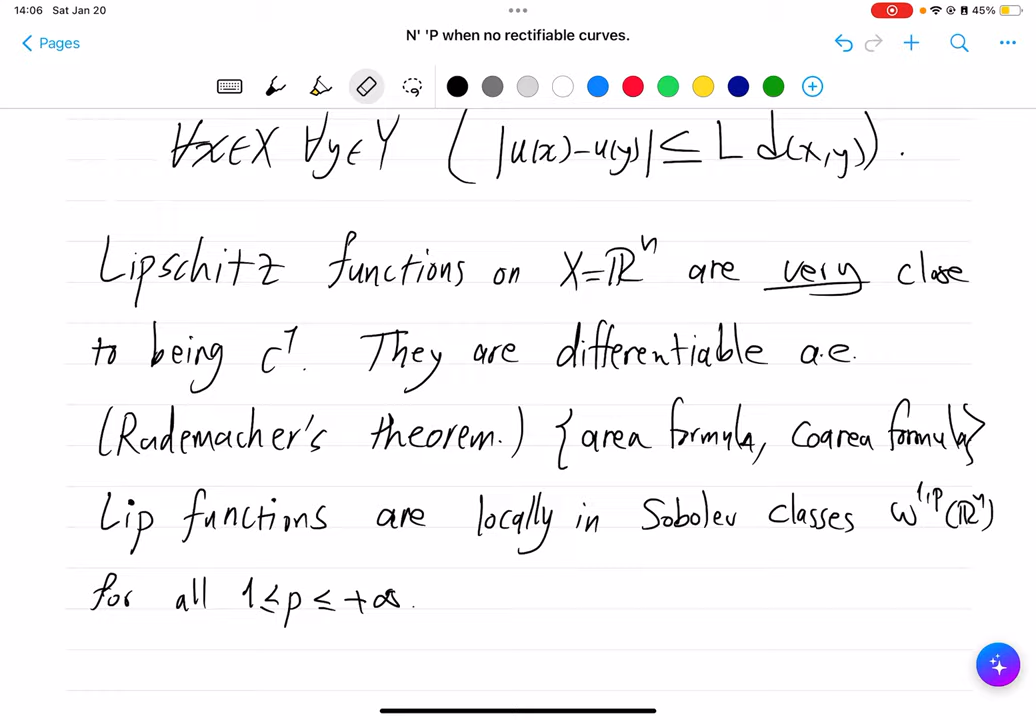 14:06 Sat Jan 20
45%
Pages
N' 'P when no rectifiable curves.
∀x∈X ∀y∈Y ( |u(x)-u(y)| ≤ L d(x,y) ) .
Lipschitz functions on X=ℝⁿ are very close
to being C¹. They are differentiable a.e.
(Rademacher's theorem.) {area formula, Coarea formula}
Lip functions are locally in Sobolev classes W^{1,p}(ℝⁿ)
for all 1≤p≤+∞.